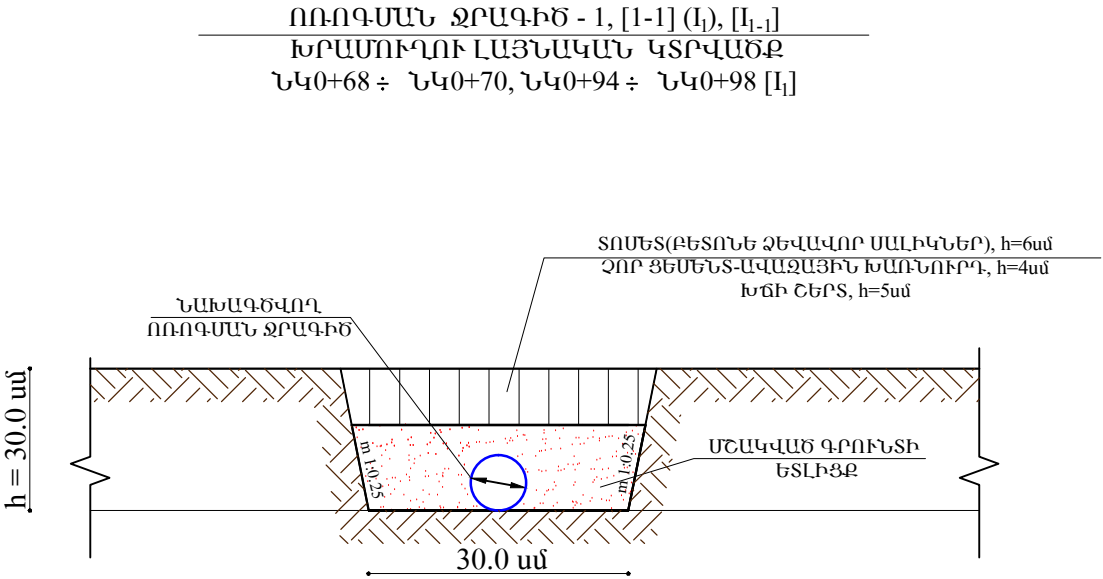 ՈՌՈԳՄԱՆ ՋՐԱԳԻԾ - 1, [1-1] (I₁), [I₁₋₁]
ԽՐԱՄՈՒՂՈՒ ԼԱՅՆԱԿԱՆ ԿՏՐՎԱԾՔ
ՆԿ0+68 ÷ ՆԿ0+70, ՆԿ0+94 ÷ ՆԿ0+98 [I₁]
ՏՈՄԵՏ(ԲԵՏՈՆԵ ՁԵՎԱՎՈՐ ՍԱԼԻԿՆԵՐ), h=6սմ
ՉՈՐ ՑԵՄԵՆՏ-ԱՎԱԶԱՅԻՆ ԽԱՌՆՈՒՐԴ, h=4սմ
ԽՃԻ ՇԵՐՏ, h=5սմ
ՆԱԽԱԳԾՎՈՂ
ՈՌՈԳՄԱՆ ՋՐԱԳԻԾ
h = 30.0 սմ
m 1:0.25
m 1:0.25
ՄՇԱԿՎԱԾ ԳՐՈՒՆՏԻ
ԵՏԼԻՑՔ
30.0 սմ